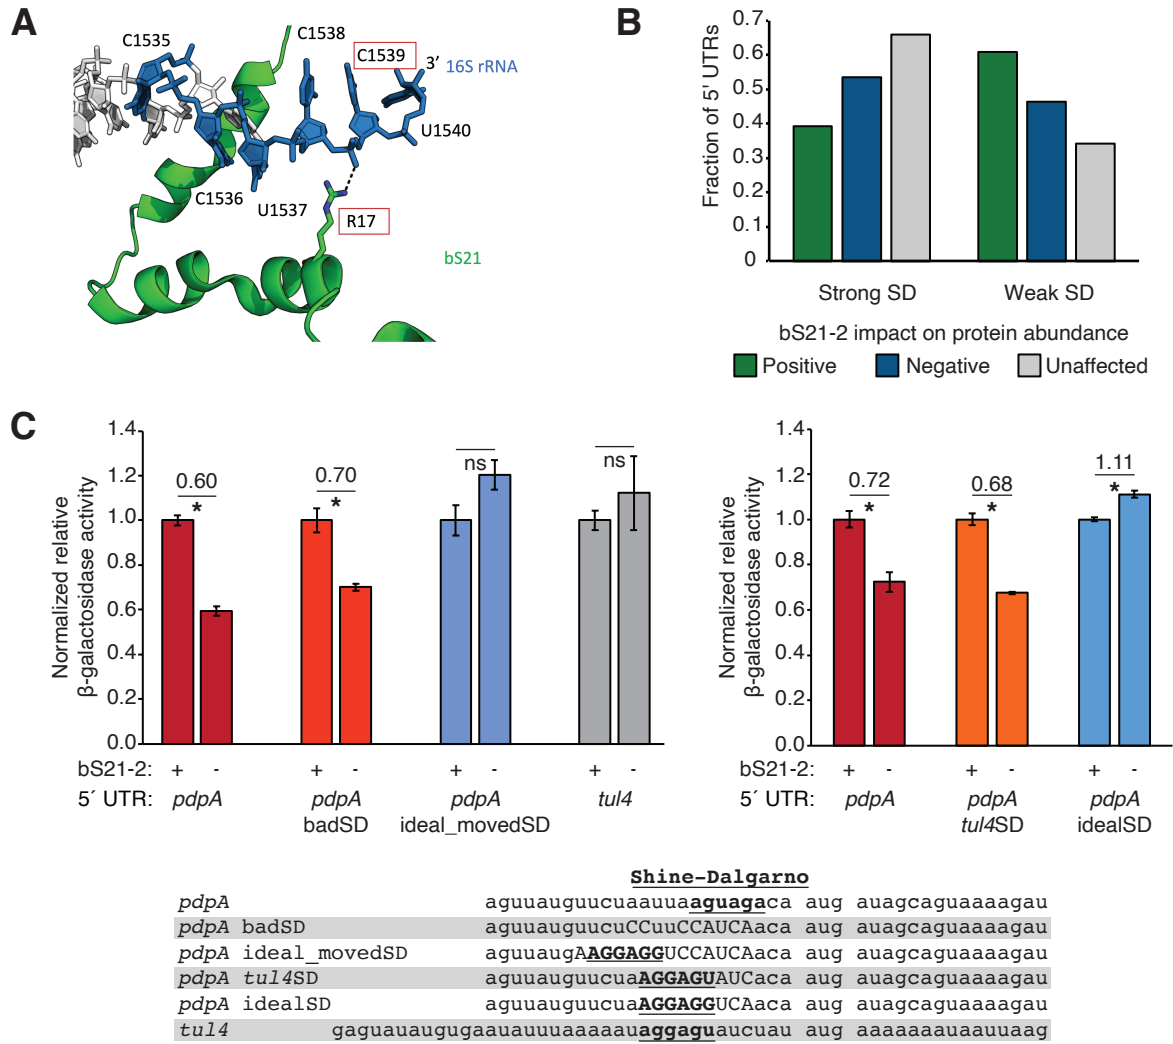 A
C1535
C1538
C1539
3′ 16S rRNA
U1540
C1536
U1537
R17
bS21
B
Fraction of 5′ UTRs
0.7
0.6
0.5
0.4
0.3
0.2
0.1
0
Strong SD
Weak SD
bS21-2 impact on protein abundance
Positive
Negative
Unaffected
C
Normalized relative
β-galactosidase activity
1.4
1.2
1.0
0.8
0.6
0.4
0.2
0.0
0.60
*
0.70
*
ns
ns
bS21-2: + - + - + - + -
5′ UTR: pdpA pdpA pdpA tul4
badSD ideal_movedSD
Normalized relative
β-galactosidase activity
1.4
1.2
1.0
0.8
0.6
0.4
0.2
0.0
0.72
*
0.68
*
1.11
*
bS21-2: + - + - + -
5′ UTR: pdpA pdpA pdpA
tul4SD idealSD
Shine-Dalgarno
pdpA aguuauguucuaauuaaguagaca aug auagcaguaaaagau
pdpA badSD aguuauguucuCCuuCCAUCAaca aug auagcaguaaaagau
pdpA ideal_movedSD aguuaugAAGGAGGUCCAUCAaca aug auagcaguaaaagau
pdpA tul4SD aguuauguucuaAGGAGUAUCaca aug auagcaguaaaagau
pdpA idealSD aguuauguucuaAGGAGGUCAaca aug auagcaguaaaagau
tul4 gaguauaugugaauauuuaaaauaggaguaucuau aug aaaaaaauaauuaag